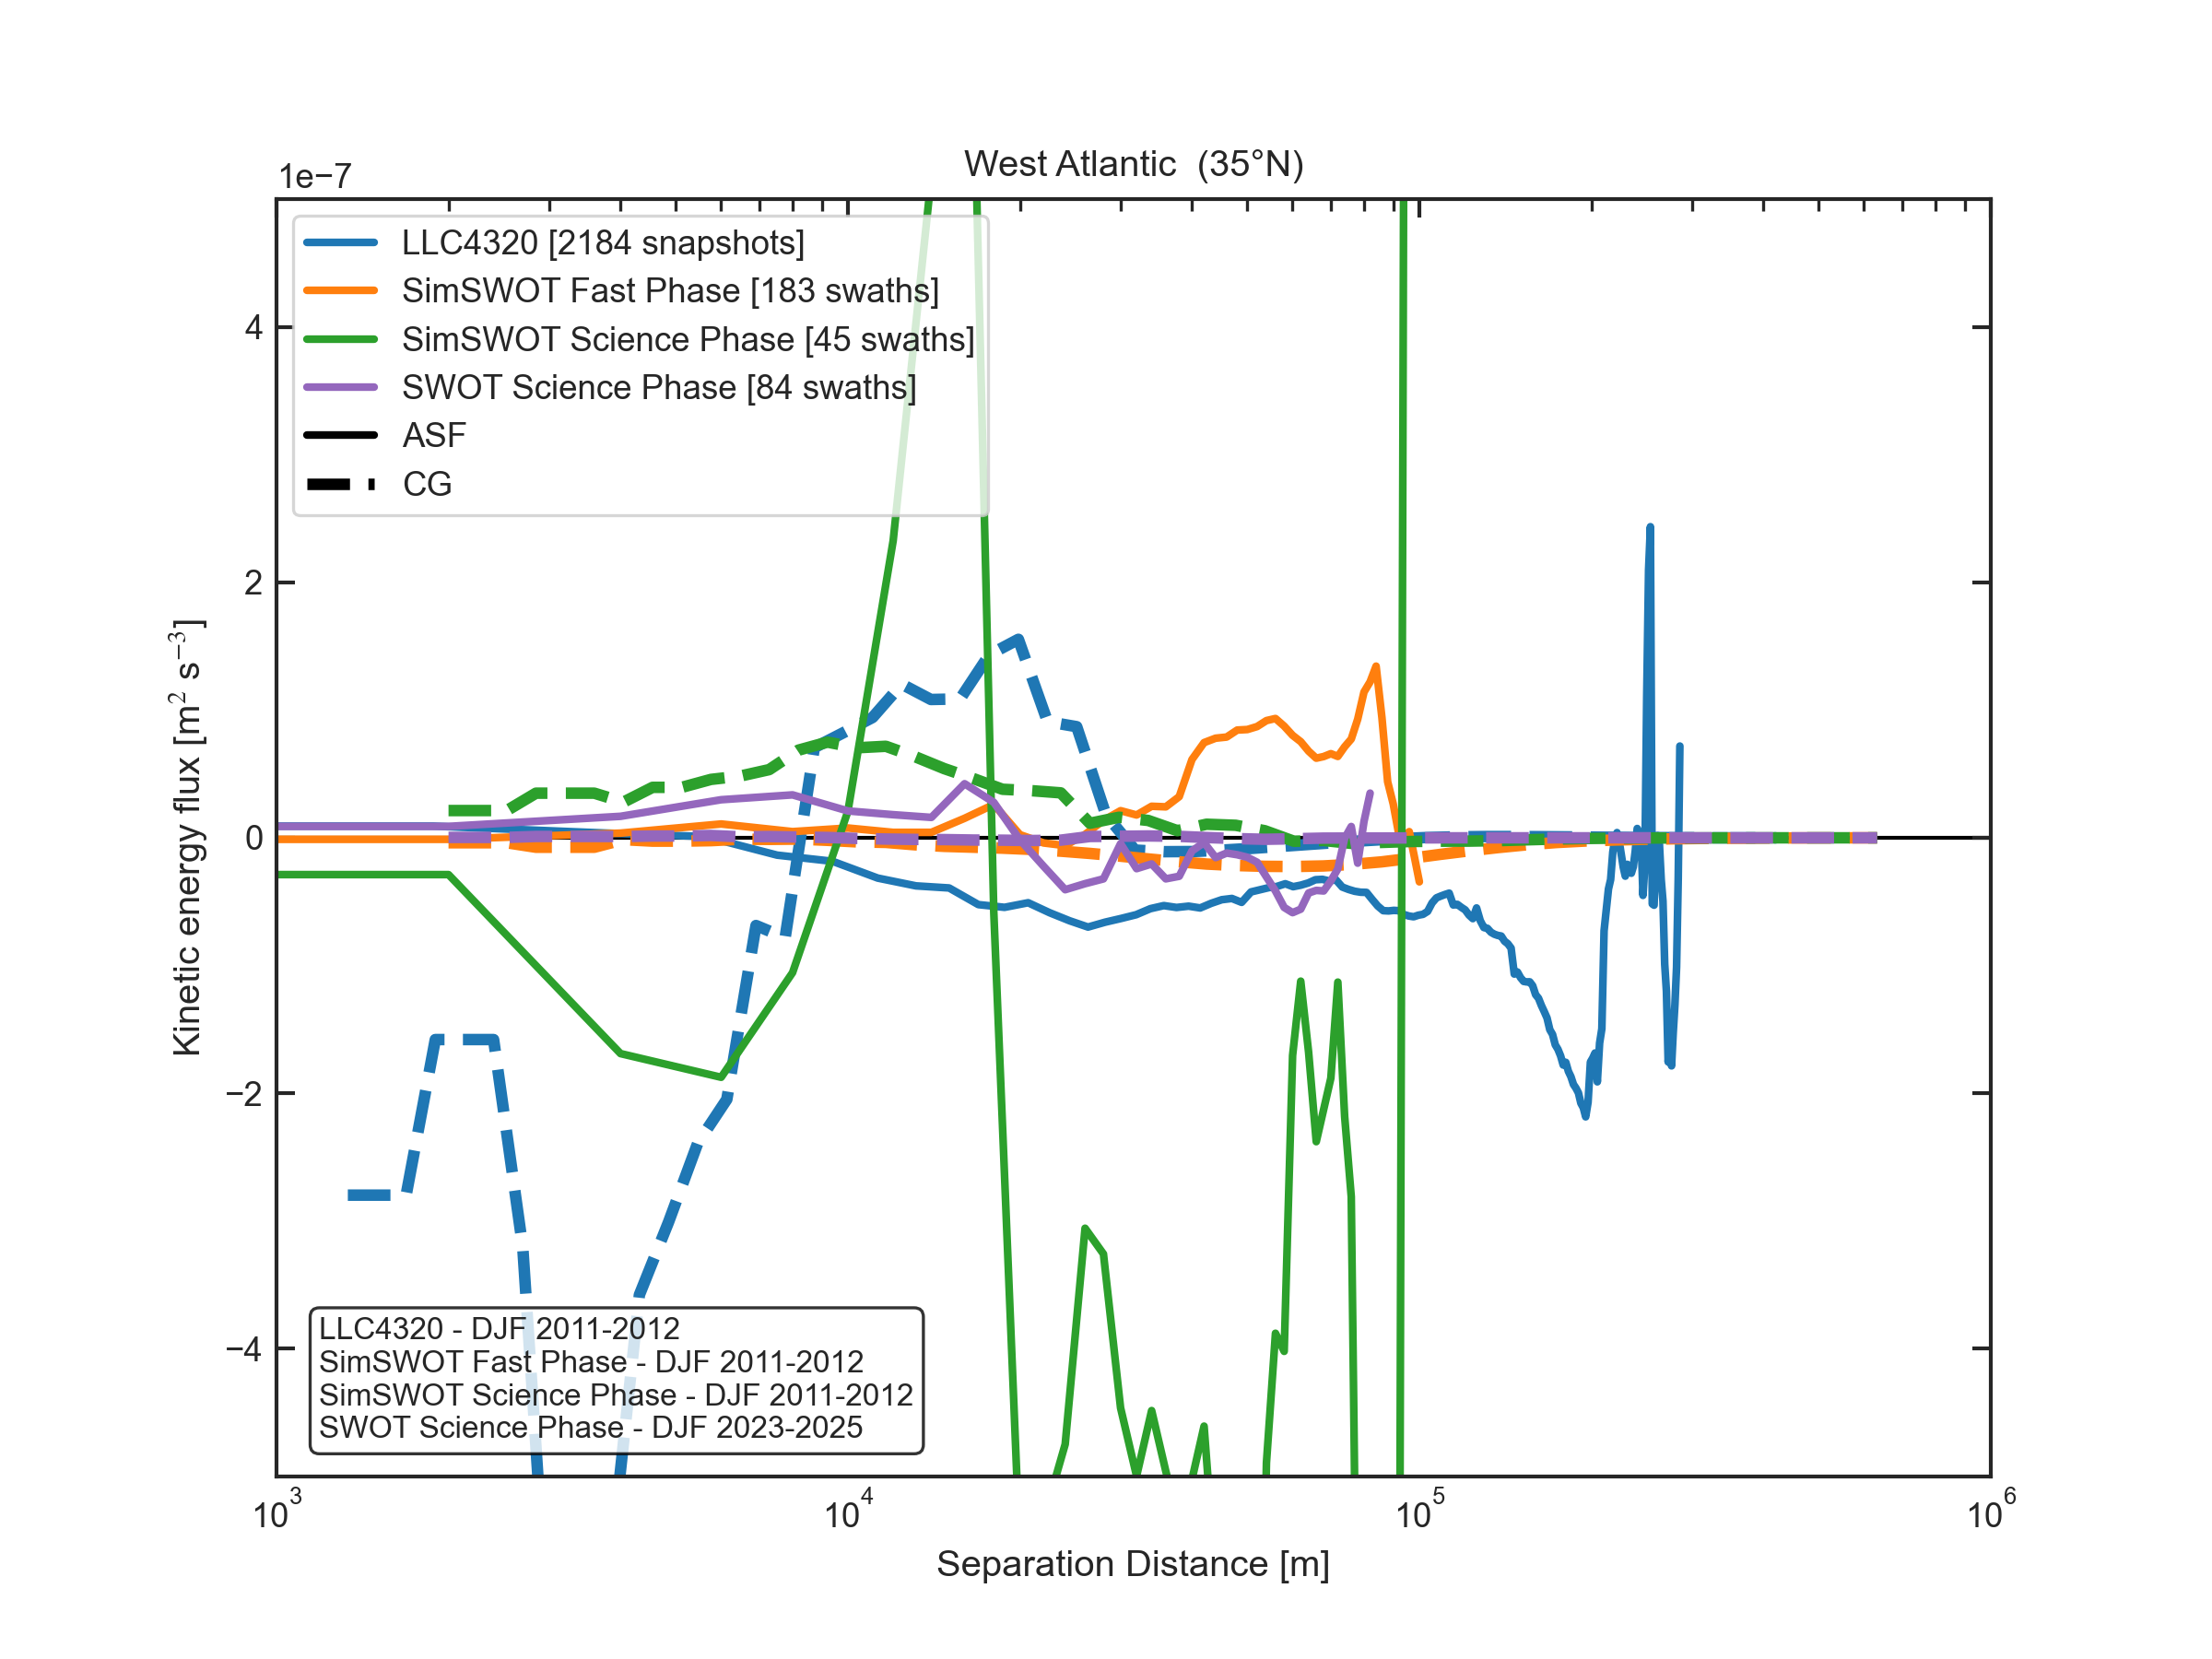 West Atlantic  (35°N)
1e−7
LLC4320 [2184 snapshots]
SimSWOT Fast Phase [183 swaths]
SimSWOT Science Phase [45 swaths]
SWOT Science Phase [84 swaths]
ASF
CG
4
2
0
−2
−4
Kinetic energy flux [m² s⁻³]
LLC4320 - DJF 2011-2012
SimSWOT Fast Phase - DJF 2011-2012
SimSWOT Science Phase - DJF 2011-2012
SWOT Science Phase - DJF 2023-2025
10³ 10⁴ 10⁵ 10⁶
Separation Distance [m]